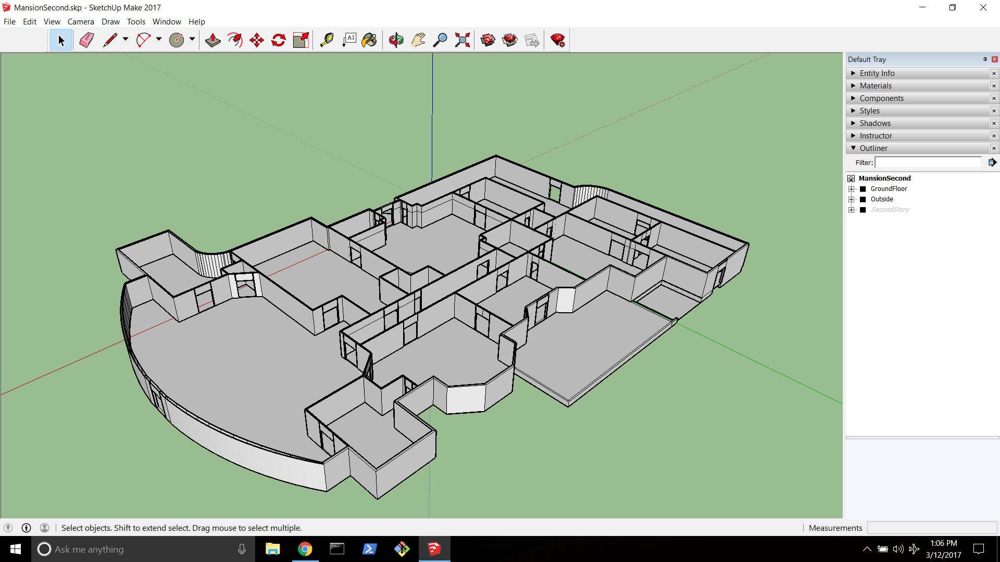 MansionSecond.skp - SketchUp Make 2017
File Edit View Camera Draw Tools Window Help
A1
Default Tray
Entity Info
Materials
Components
Styles
Shadows
Instructor
Outliner
Filter:
MansionSecond
GroundFloor
Outside
SecondStory
Select objects. Shift to extend select. Drag mouse to select multiple.
Measurements
Ask me anything
1:06 PM
3/12/2017